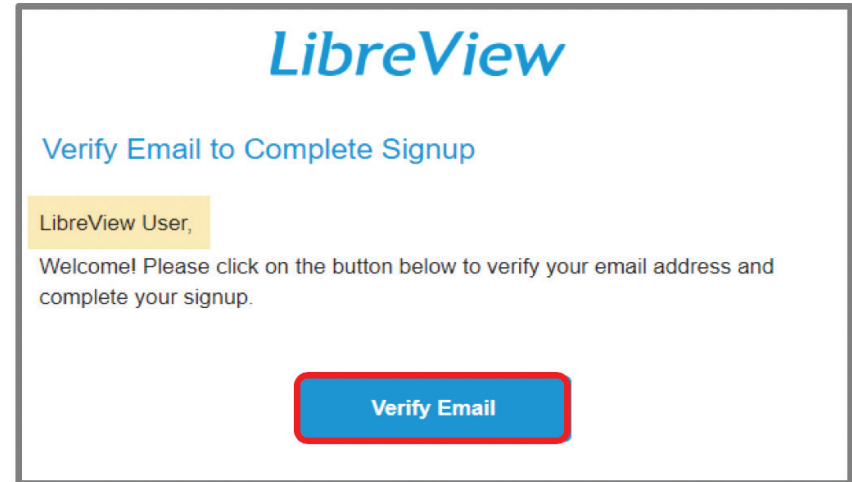 LibreView
Verify Email to Complete Signup
LibreView User,
Welcome! Please click on the button below to verify your email address and
complete your signup.
Verify Email